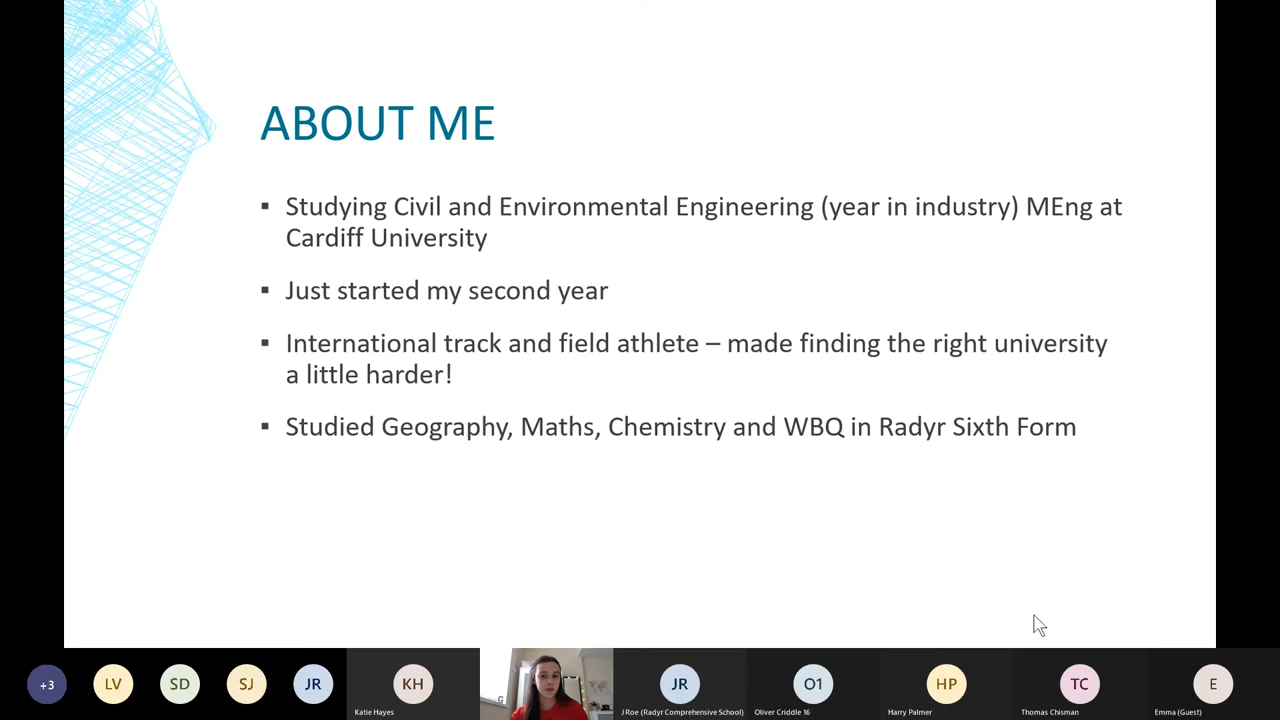 ABOUT ME
▪ Studying Civil and Environmental Engineering (year in industry) MEng at
Cardiff University
▪ Just started my second year
▪ International track and field athlete – made finding the right university
a little harder!
▪ Studied Geography, Maths, Chemistry and WBQ in Radyr Sixth Form
+3
LV
SD
SJ
JR
KH
JR
O1
HP
TC
E
Katie Hayes
J Roe (Radyr Comprehensive School)
Oliver Criddle 16
Harry Palmer
Thomas Chisman
Emma (Guest)